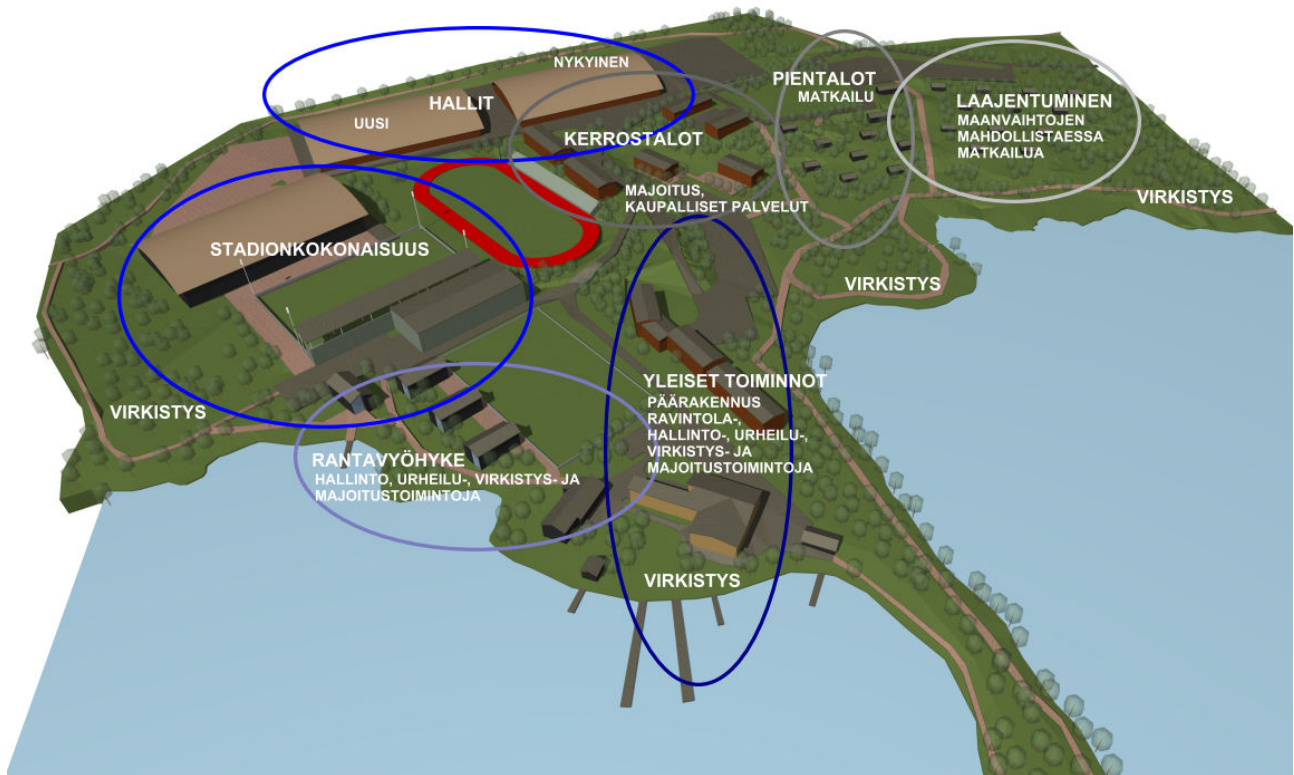 NYKYINEN
HALLIT
UUSI
PIENTALOT
MATKAILU
LAAJENTUMINEN
MAANVAIHTOJEN
MAHDOLLISTAESSA
MATKAILUA
KERROSTALOT
MAJOITUS,
KAUPALLISET PALVELUT
VIRKISTYS
STADIONKOKONAISUUS
VIRKISTYS
YLEISET TOIMINNOT
PÄÄRAKENNUS
RAVINTOLA-,
HALLINTO-, URHEILU-,
VIRKISTYS- JA
MAJOITUSTOIMINTOJA
VIRKISTYS
RANTAVYÖHYKE
HALLINTO, URHEILU-, VIRKISTYS- JA
MAJOITUSTOIMINTOJA
VIRKISTYS